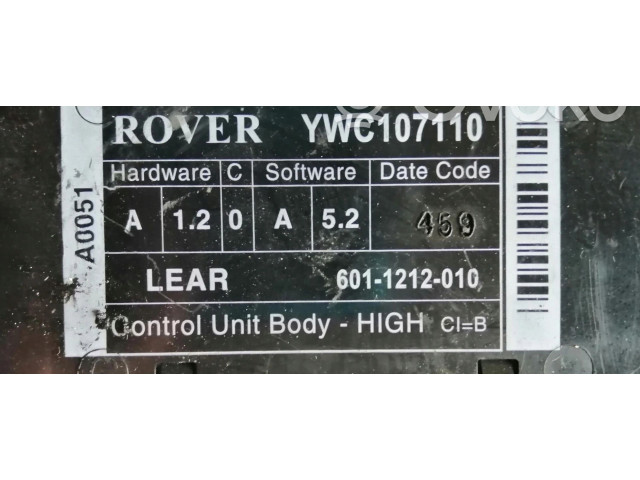 ROVER YWC107110
Hardware C Software Date Code
A 1.2 0 A 5.2 459
LEAR 601-1212-010
Control Unit Body - HIGH CI=B
A0051